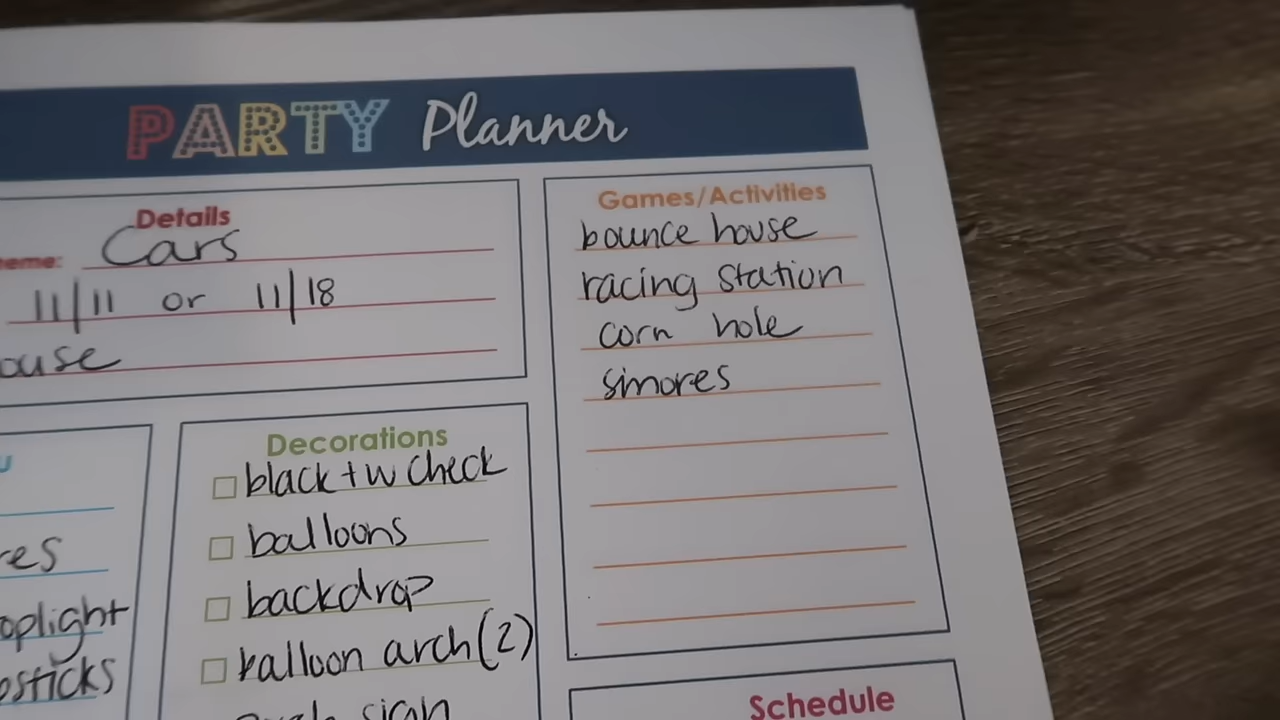 PARTY Planner
Details
Cars
11/11 or 11/18
Games/Activities
bounce house
racing station
corn hole
smores
Decorations
black + w check
balloons
backdrop
balloon arch (2)
sign
Schedule